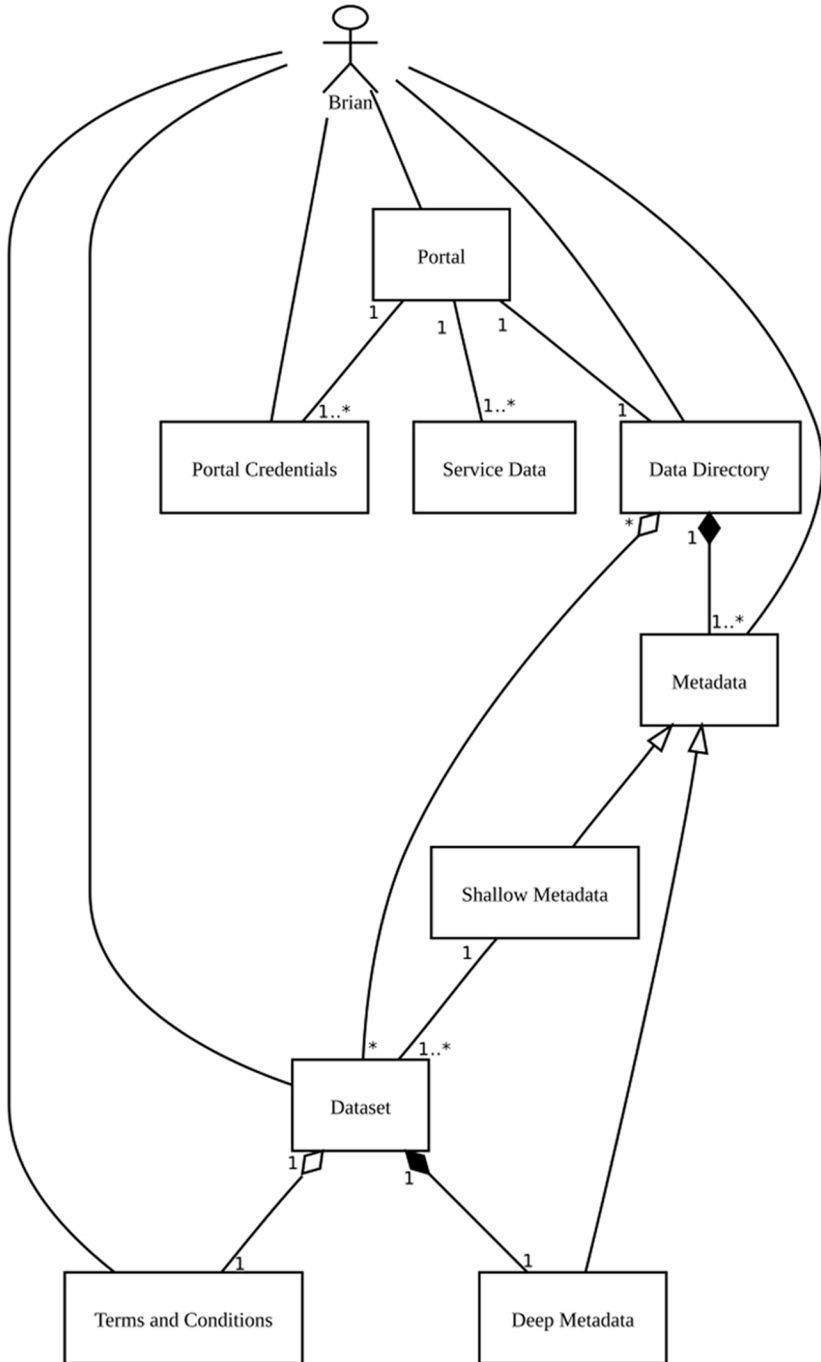 Brian
Portal
1
1
1
1..*
1..*
1
Portal Credentials
Service Data
Data Directory
*
1
1..*
Metadata
Shallow Metadata
1
*
1..*
Dataset
1
1
1
1
Terms and Conditions
Deep Metadata